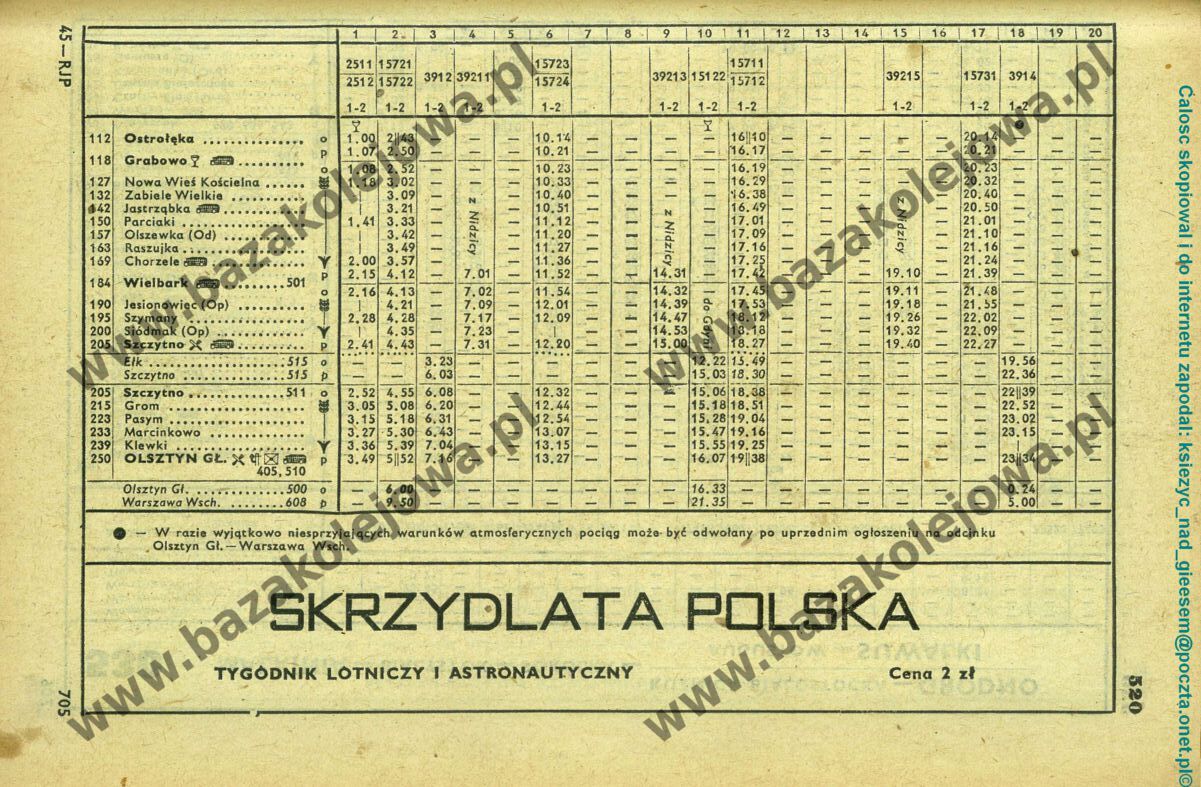 45—RJP
1 2 3 4 5 6 7 8 9 10 11 12 13 14 15 16 17 18 19 20
2511 15721 15723 15711
3912 39211 39213 15122 39215 15731 3914
2512 15722 15724 15712
1-2 1-2 1-2 1-2 1-2 1-2 1-2 1-2 1-2 1-2 1-2
112 Ostrołęka o 1.00 2||43 — — — 10.14 — — — — 16||10 — — — — — 20.14 — — —
p 1.07 2.50 — — — 10.21 — — — — 16.17 — — — — — 20.21 — — —
118 Grabowo
o 1.08 2.52 — — — 10.23 — — — — 16.19 — — — — — 20.23 — — —
127 Nowa Wieś Kościelna 1.18 3.02 — — — 10.33 — — — — 16.29 — — — — — 20.32 — — —
132 Zabiele Wielkie | 3.09 — — — 10.40 — — — — 16.38 — — — — — 20.40 — — —
142 Jastrząbka | 3.21 — — — 10.51 — — — — 16.49 — — — — — 20.50 — — —
150 Parciaki 1.41 3.33 — — — 11.12 — — — — 17.01 — — — — — 21.01 — — —
157 Olszewka (Od) | 3.42 — — — 11.20 — — — — 17.09 — — — — — 21.10 — — —
163 Raszujka | 3.49 — — — 11.27 — — — — 17.16 — — — — — 21.16 — — —
169 Chorzele 2.00 3.57 — — — 11.36 — — — — 17.25 — — — — — 21.24 — — —
z Nidzicy
z Nidzicy
z Nidzicy
p 2.15 4.12 — 7.01 — 11.52 — — 14.31 — 17.42 — — — 19.10 — 21.39 — — —
184 Wielbark 501
o 2.16 4.13 — 7.02 — 11.54 — — 14.32 17.45 — — — 19.11 — 21.48 — — —
190 Jesionowiec (Op) | 4.21 — 7.09 — 12.01 — — 14.39 17.53 — — — 19.18 — 21.55 — — —
195 Szymany 2.28 4.28 — 7.17 — 12.09 — — 14.47 — — — 19.26 — 22.02 — — —
200 Siódmak (Op) | 4.35 — 7.23 — | — — 14.53 18.18 — — — 19.32 — 22.09 — — —
205 Szczytno p 2.41 4.43 — 7.31 — 12.20 — — 15.00 18.27 — — — 19.40 — 22.27 — — —
do Gdyni
Ełk 515 o — — 3.23 — — — — — — 12.22 15.49 — — — — — — 19.56 — —
Szczytno 515 p — — 6.03 — — — — — — 15.03 18.30 — — — — — — 22.36 — —
205 Szczytno 511 o 2.52 4.55 6.08 — — 12.32 — — — 15.06 18.38 — — — — — — 22||39 — —
215 Grom 3.05 5.08 6.20 — — 12.44 — — — 15.18 18.51 — — — — — — 22.52 — —
223 Pasym 3.15 5.18 6.31 — — 12.54 — — — 15.28 19.04 — — — — — — 23.02 — —
233 Marcinkowo 3.27 5.30 6.43 — — 13.07 — — — 15.47 19.16 — — — — — — 23.15 — —
239 Klewki 3.36 5.39 7.04 — — 13.15 — — — 15.55 19.25 — — — — — — | — —
250 OLSZTYN GŁ. p 3.49 5||52 7.16 — — 13.27 — — — 16.07 19||38 — — — — — — 23||34 — —
405, 510
Olsztyn Gł. 500 o — 6.00 — — — — — — — 16.33 — — — — — — — 0.24 — —
Warszawa Wsch. 608 p — 9.50 — — — — — — — 21.35 — — — — — — — 5.00 — —
● — W razie wyjątkowo niesprzyjających warunków atmosferycznych pociąg może być odwołany po uprzednim ogłoszeniu na odcinku
Olsztyn Gł.—Warszawa Wsch.
SKRZYDLATA POLSKA
TYGODNIK LOTNICZY I ASTRONAUTYCZNY Cena 2 zł
705
520
www.bazakolejowa.pl
www.bazakolejowa.pl
www.bazakolejowa.pl
www.bazakolejowa.pl
Calosc skopiowal i do internetu zapodal: ksiezyc_nad_gieesem@poczta.onet.pl©